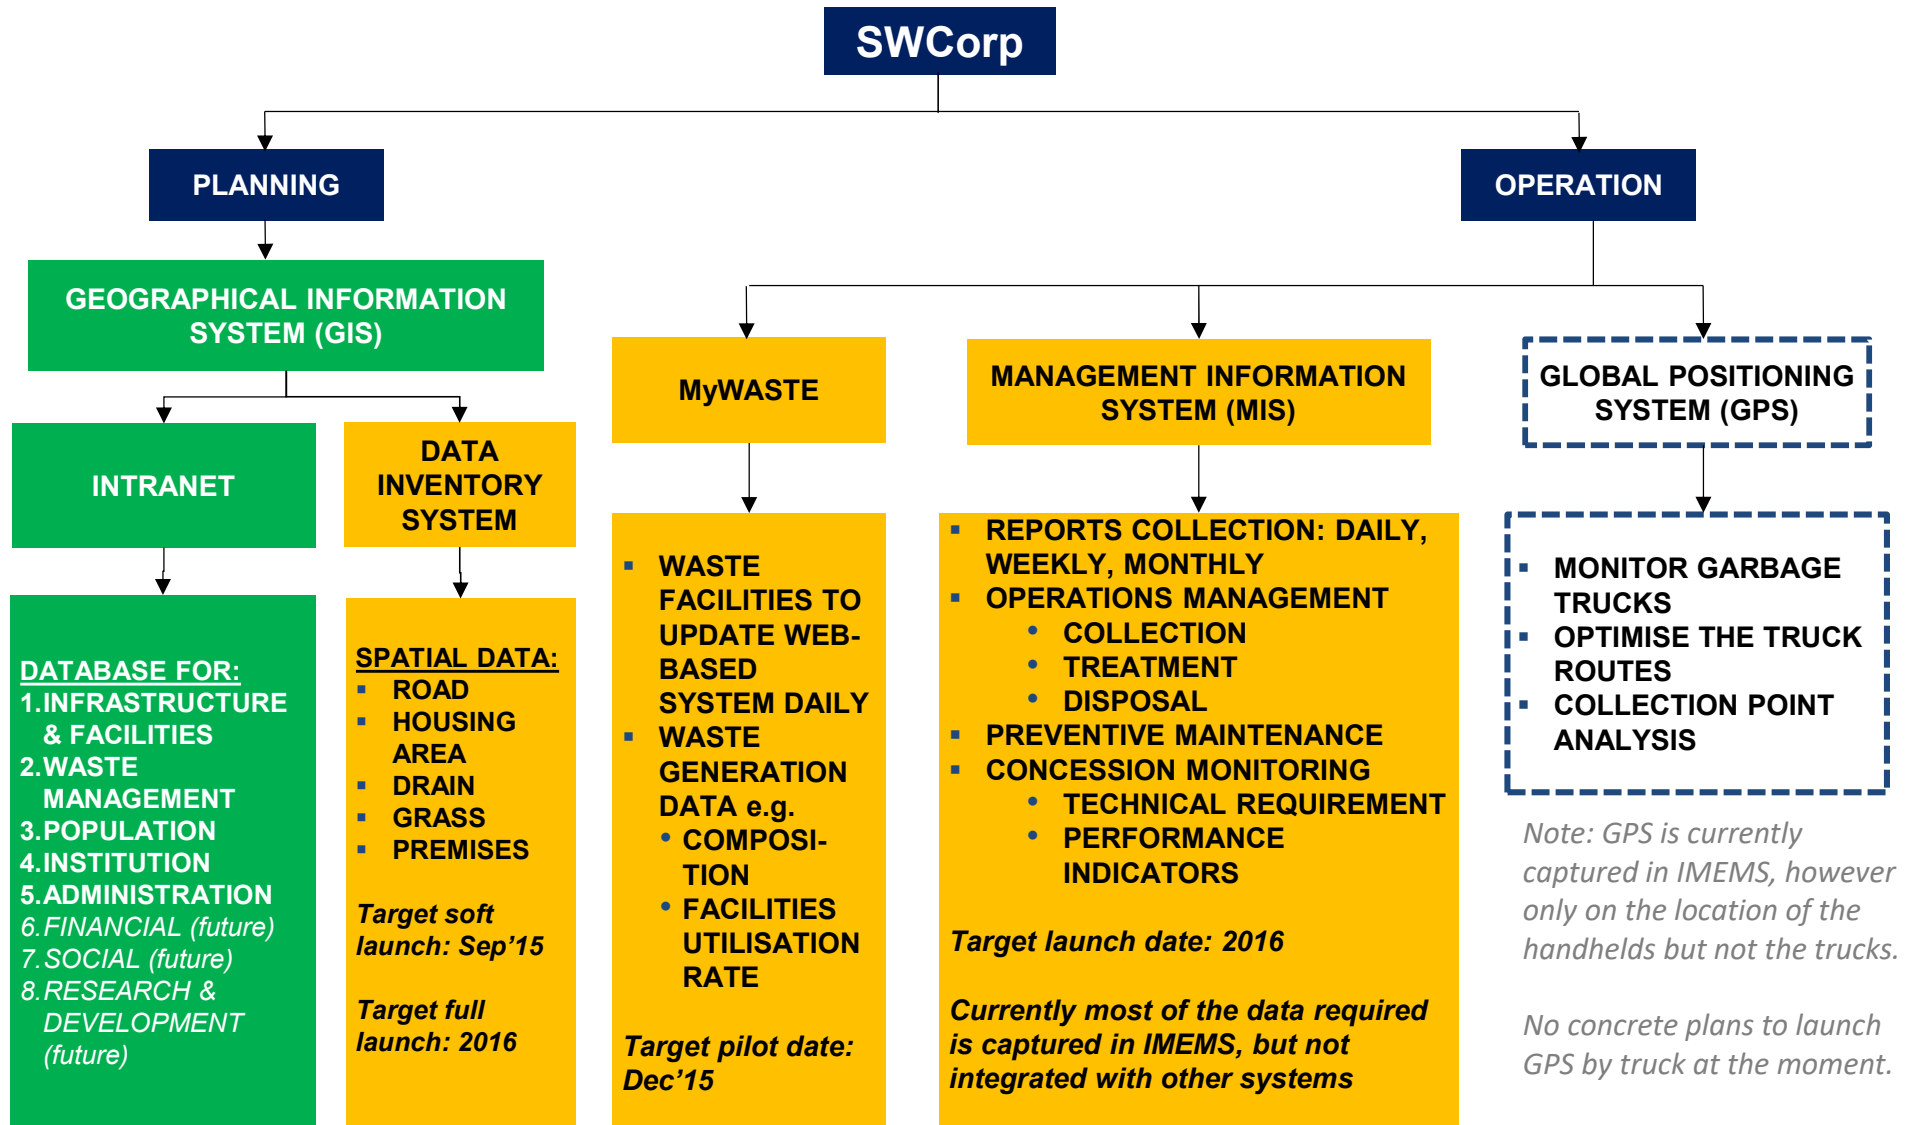 SWCorp
PLANNING
OPERATION
GEOGRAPHICAL INFORMATION
SYSTEM (GIS)
INTRANET
DATA
INVENTORY
SYSTEM
MyWASTE
MANAGEMENT INFORMATION
SYSTEM (MIS)
GLOBAL POSITIONING
SYSTEM (GPS)
DATABASE FOR:
1.INFRASTRUCTURE
& FACILITIES
2.WASTE
MANAGEMENT
3.POPULATION
4.INSTITUTION
5.ADMINISTRATION
6.FINANCIAL (future)
7.SOCIAL (future)
8.RESEARCH &
DEVELOPMENT
(future)
SPATIAL DATA:
▪ ROAD
▪ HOUSING
AREA
▪ DRAIN
▪ GRASS
▪ PREMISES
Target soft
launch: Sep'15
Target full
launch: 2016
▪ WASTE
FACILITIES TO
UPDATE WEB-
BASED
SYSTEM DAILY
▪ WASTE
GENERATION
DATA e.g.
• COMPOSI-
TION
• FACILITIES
UTILISATION
RATE
Target pilot date:
Dec'15
▪ REPORTS COLLECTION: DAILY,
WEEKLY, MONTHLY
▪ OPERATIONS MANAGEMENT
• COLLECTION
• TREATMENT
• DISPOSAL
▪ PREVENTIVE MAINTENANCE
▪ CONCESSION MONITORING
• TECHNICAL REQUIREMENT
• PERFORMANCE
INDICATORS
Target launch date: 2016
Currently most of the data required
is captured in IMEMS, but not
integrated with other systems
▪ MONITOR GARBAGE
TRUCKS
▪ OPTIMISE THE TRUCK
ROUTES
▪ COLLECTION POINT
ANALYSIS
Note: GPS is currently
captured in IMEMS, however
only on the location of the
handhelds but not the trucks.
No concrete plans to launch
GPS by truck at the moment.